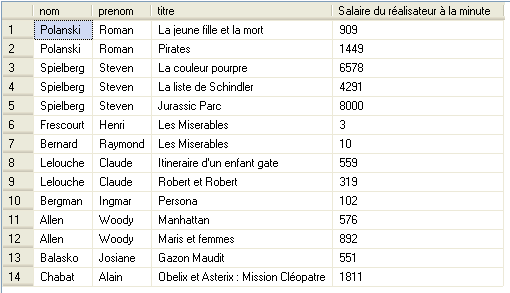 nom prenom titre Salaire du réalisateur à la minute
1 Polanski Roman La jeune fille et la mort 909
2 Polanski Roman Pirates 1449
3 Spielberg Steven La couleur pourpre 6578
4 Spielberg Steven La liste de Schindler 4291
5 Spielberg Steven Jurassic Parc 8000
6 Frescourt Henri Les Miserables 3
7 Bernard Raymond Les Miserables 10
8 Lelouche Claude Itineraire d'un enfant gate 559
9 Lelouche Claude Robert et Robert 319
10 Bergman Ingmar Persona 102
11 Allen Woody Manhattan 576
12 Allen Woody Maris et femmes 892
13 Balasko Josiane Gazon Maudit 551
14 Chabat Alain Obelix et Asterix : Mission Cléopatre 1811